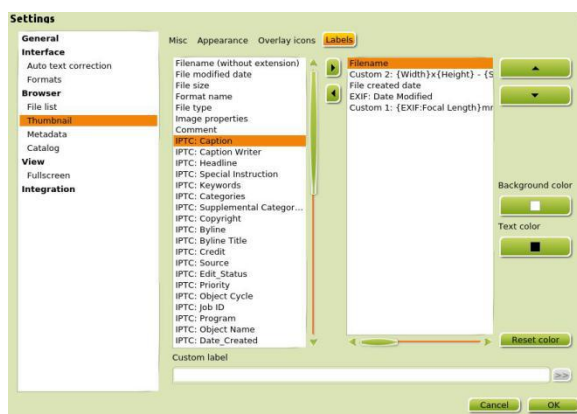 Settings
General
Interface
Auto text correction
Formats
Browser
File list
Thumbnail
Metadata
Catalog
View
Fullscreen
Integration
Misc Appearance Overlay icons Labels
Filename (without extension)
File modified date
File size
Format name
File type
Image properties
Comment
IPTC: Caption
IPTC: Caption Writer
IPTC: Headline
IPTC: Special Instruction
IPTC: Keywords
IPTC: Categories
IPTC: Supplemental Categor...
IPTC: Copyright
IPTC: Byline
IPTC: Byline Title
IPTC: Credit
IPTC: Source
IPTC: Edit_Status
IPTC: Priority
IPTC: Object Cycle
IPTC: Job ID
IPTC: Program
IPTC: Object Name
IPTC: Date_Created
Filename
Custom 2: {Width}x{Height} - {S
File created date
EXIF: Date Modified
Custom 1: {EXIF:Focal Length}mr
Background color
Text color
Reset color
Custom label
>>
Cancel OK